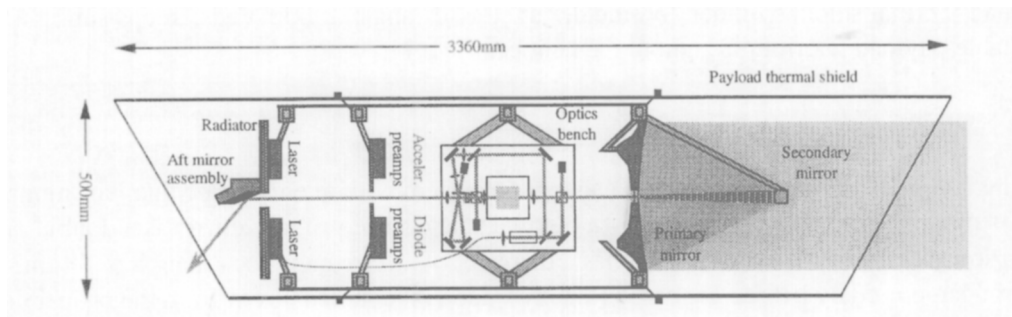 3360mm
Payload thermal shield
500mm
Radiator
Aft mirror
assembly
Laser
Acceler.
preamps
Optics
bench
Secondary
mirror
Laser
Diode
preamps
Primary
mirror